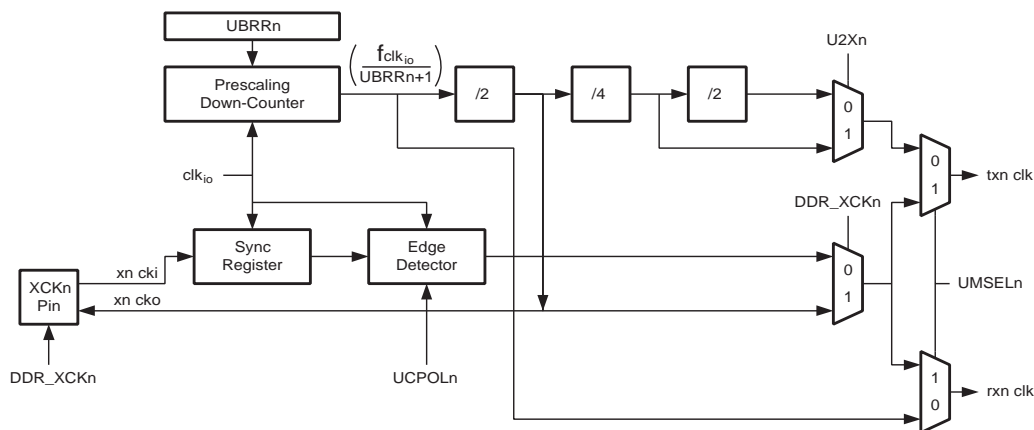 UBRRn
Prescaling
Down-Counter
( fclkio
UBRRn+1 )
/2
/4
/2
U2Xn
0
1
clkio
DDR_XCKn
0
1
txn clk
Sync
Register
Edge
Detector
0
1
UMSELn
XCKn
Pin
xn cki
xn cko
DDR_XCKn
UCPOLn
1
0
rxn clk